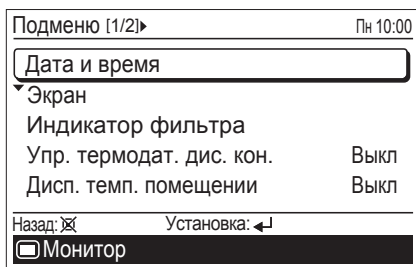 Подменю [1/2] Пн 10:00
Дата и время
Экран
Индикатор фильтра
Упр. термодат. дис. кон. Выкл
Дисп. темп. помещении Выкл
Назад: Установка:
Монитор